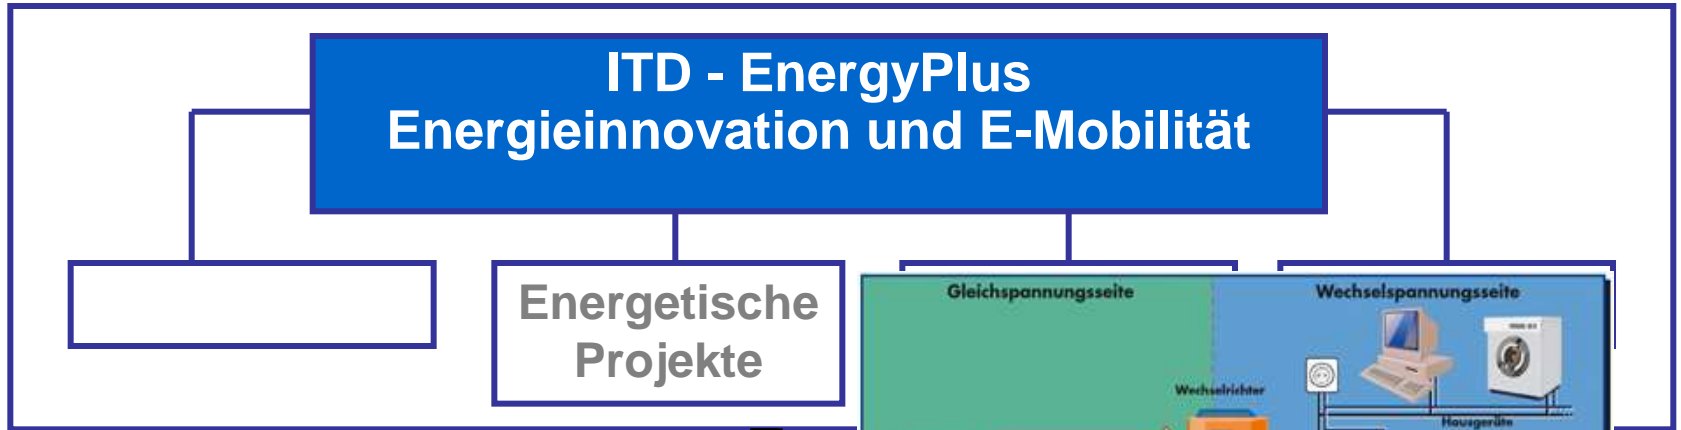 ITD - EnergyPlus
Energieinnovation und E-Mobilität
Energetische
Projekte
Gleichspannungsseite
Wechselspannungsseite
Wechselrichter
Hausgeräte